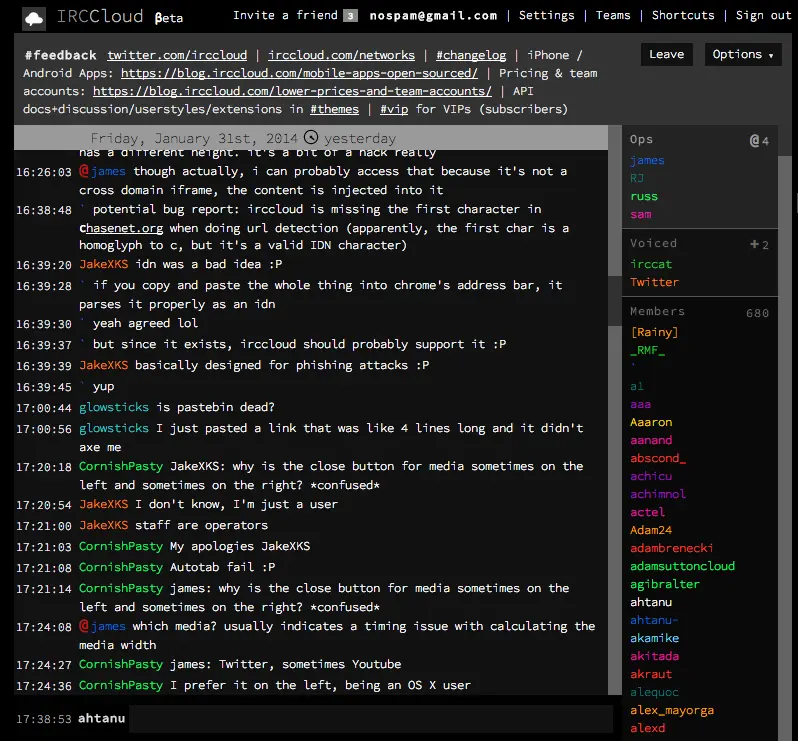 IRCCloud βeta
Invite a friend 3 nospam@gmail.com | Settings | Teams | Shortcuts | Sign out
#feedback twitter.com/irccloud | irccloud.com/networks | #changelog | iPhone /
Android Apps: https://blog.irccloud.com/mobile-apps-open-sourced/ | Pricing & team
accounts: https://blog.irccloud.com/lower-prices-and-team-accounts/ | API
docs+discussion/userstyles/extensions in #themes | #vip for VIPs (subscribers)
Leave
Options
Friday, January 31st, 2014 yesterday
has a different height. it's a bit of a hack really
16:26:03 @james though actually, i can probably access that because it's not a
cross domain iframe, the content is injected into it
16:38:48 ` potential bug report: irccloud is missing the first character in
chasenet.org when doing url detection (apparently, the first char is a
homoglyph to c, but it's a valid IDN character)
16:39:20 JakeXKS idn was a bad idea :P
16:39:28 ` if you copy and paste the whole thing into chrome's address bar, it
parses it properly as an idn
16:39:30 ` yeah agreed lol
16:39:37 ` but since it exists, irccloud should probably support it :P
16:39:39 JakeXKS basically designed for phishing attacks :P
16:39:45 ` yup
17:00:44 glowsticks is pastebin dead?
17:00:56 glowsticks I just pasted a link that was like 4 lines long and it didn't
axe me
17:20:18 CornishPasty JakeXKS: why is the close button for media sometimes on the
left and sometimes on the right? *confused*
17:20:54 JakeXKS I don't know, I'm just a user
17:21:00 JakeXKS staff are operators
17:21:03 CornishPasty My apologies JakeXKS
17:21:08 CornishPasty Autotab fail :P
17:21:14 CornishPasty james: why is the close button for media sometimes on the
left and sometimes on the right? *confused*
17:24:08 @james which media? usually indicates a timing issue with calculating the
media width
17:24:27 CornishPasty james: Twitter, sometimes Youtube
17:24:36 CornishPasty I prefer it on the left, being an OS X user
17:38:53 ahtanu
Ops @4
james
RJ
russ
sam
Voiced +2
irccat
Twitter
Members 680
[Rainy]
_RMF_
`
a1
aaa
Aaaron
aanand
abscond_
achicu
achimnol
actel
Adam24
adambrenecki
adamsuttoncloud
agibralter
ahtanu
ahtanu-
akamike
akitada
akraut
alequoc
alex_mayorga
alexd